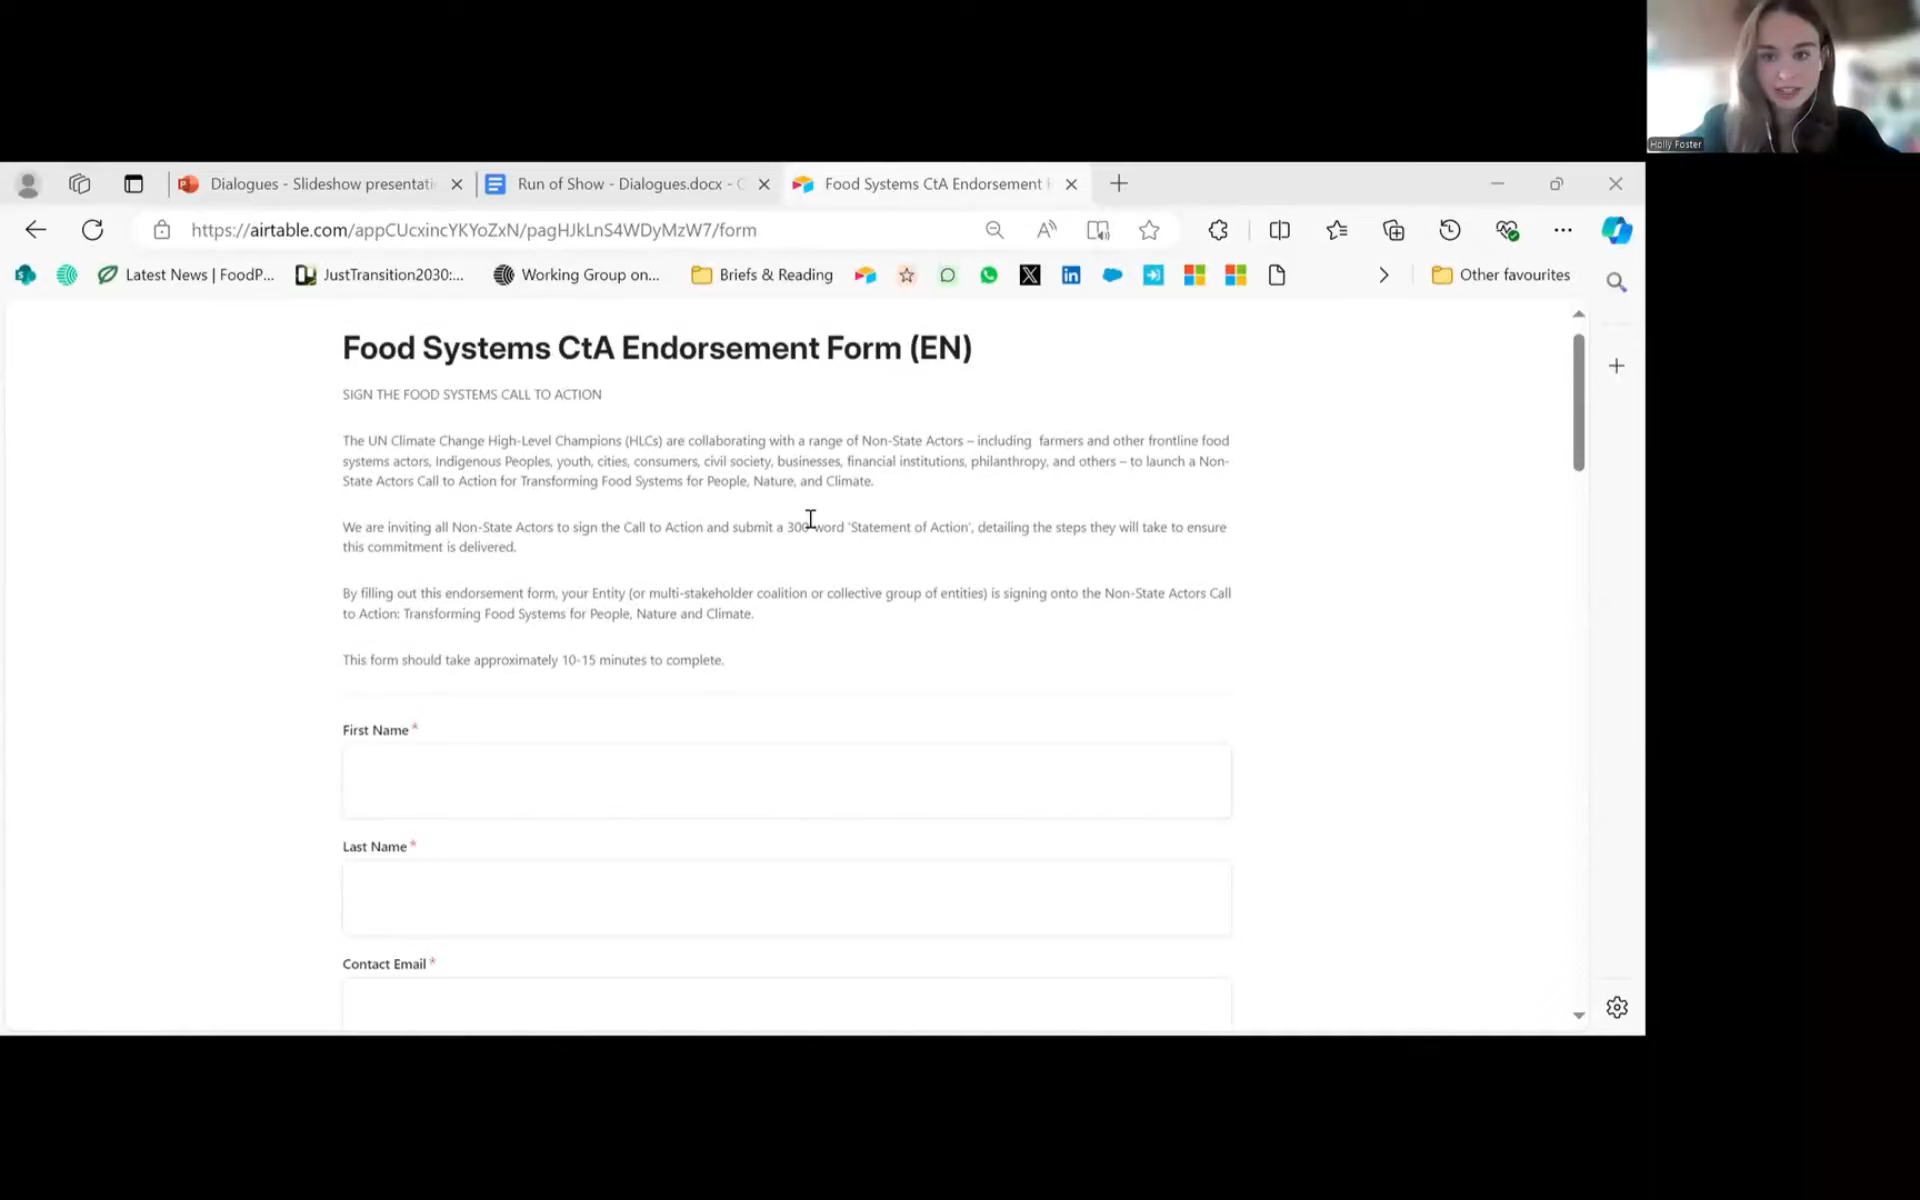 Holly Foster
Dialogues - Slideshow presentati
Run of Show - Dialogues.docx -
Food Systems CtA Endorsement
https://airtable.com/appCUcxincYKYoZxN/pagHJkLnS4WDyMzW7/form
Latest News | FoodP...
JustTransition2030:...
Working Group on...
Briefs & Reading
Other favourites
Food Systems CtA Endorsement Form (EN)
SIGN THE FOOD SYSTEMS CALL TO ACTION
The UN Climate Change High-Level Champions (HLCs) are collaborating with a range of Non-State Actors – including farmers and other frontline food
systems actors, Indigenous Peoples, youth, cities, consumers, civil society, businesses, financial institutions, philanthropy, and others – to launch a Non-
State Actors Call to Action for Transforming Food Systems for People, Nature, and Climate.
We are inviting all Non-State Actors to sign the Call to Action and submit a 300-word 'Statement of Action', detailing the steps they will take to ensure
this commitment is delivered.
By filling out this endorsement form, your Entity (or multi-stakeholder coalition or collective group of entities) is signing onto the Non-State Actors Call
to Action: Transforming Food Systems for People, Nature and Climate.
This form should take approximately 10-15 minutes to complete.
First Name *
Last Name *
Contact Email *